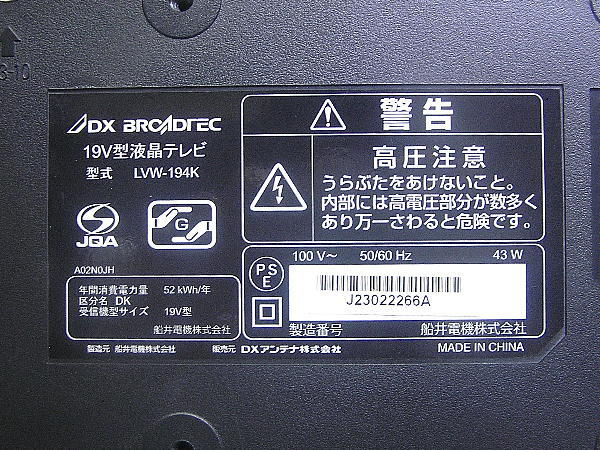 3-10
DX BROADTEC
19V型液晶テレビ
型式 LVW-194K
JQA
G
A02N0JH
年間消費電力量 52 kWh/年
区分名 DK
受信機型サイズ 19V型
船井電機株式会社
製造元 船井電機株式会社 販売元 DXアンテナ株式会社
警告
高圧注意
うらぶたをあけないこと。
内部には高電圧部分が数多く
あり万一さわると危険です。
PS
E
100 V~ 50/60 Hz 43 W
J23022266A
製造番号 船井電機株式会社
MADE IN CHINA